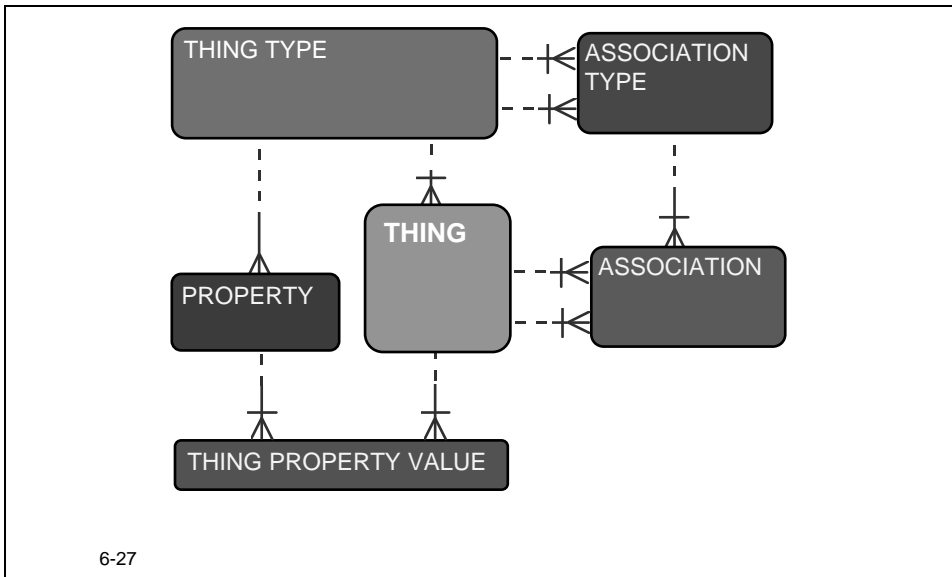 THING TYPE
ASSOCIATION
TYPE
THING
ASSOCIATION
PROPERTY
THING PROPERTY VALUE
6-27